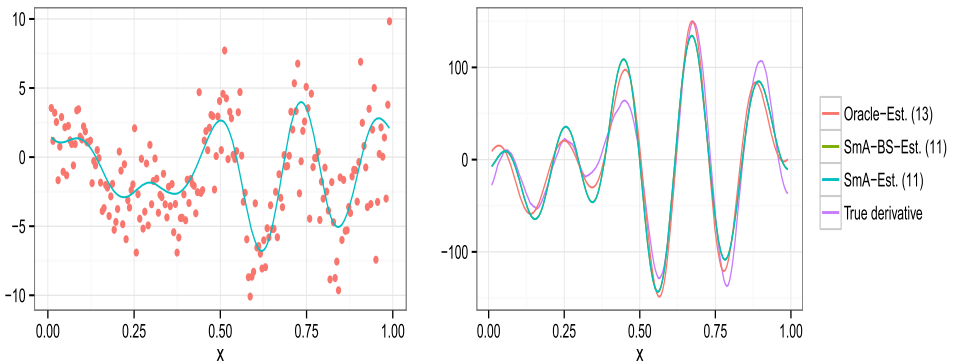 10
5
0
−5
−10
0.00 0.25 0.50 0.75 1.00
x
100
0
−100
0.00 0.25 0.50 0.75 1.00
x
Oracle−Est. (13)
SmA−BS−Est. (11)
SmA−Est. (11)
True derivative